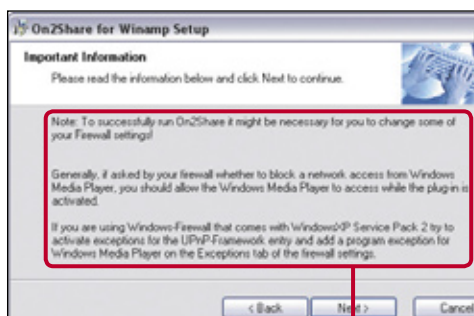 On2Share for Winamp Setup
Important Information
Please read the information below and click Next to continue.
Note: To successfully run On2Share it might be necessary for you to change some of
your Firewall settings!
Generally, if asked by your firewall whether to block a network access from Windows
Media Player, you should allow the Windows Media Player to access while the plug-in is
activated.
If you are using Windows-Firewall that comes with WindowsXP Service Pack 2 try to
activate exceptions for the UPnP-Framework entry and add a program exception for
Windows Media Player on the Exceptions tab of the firewall settings.
< Back Next > Cancel